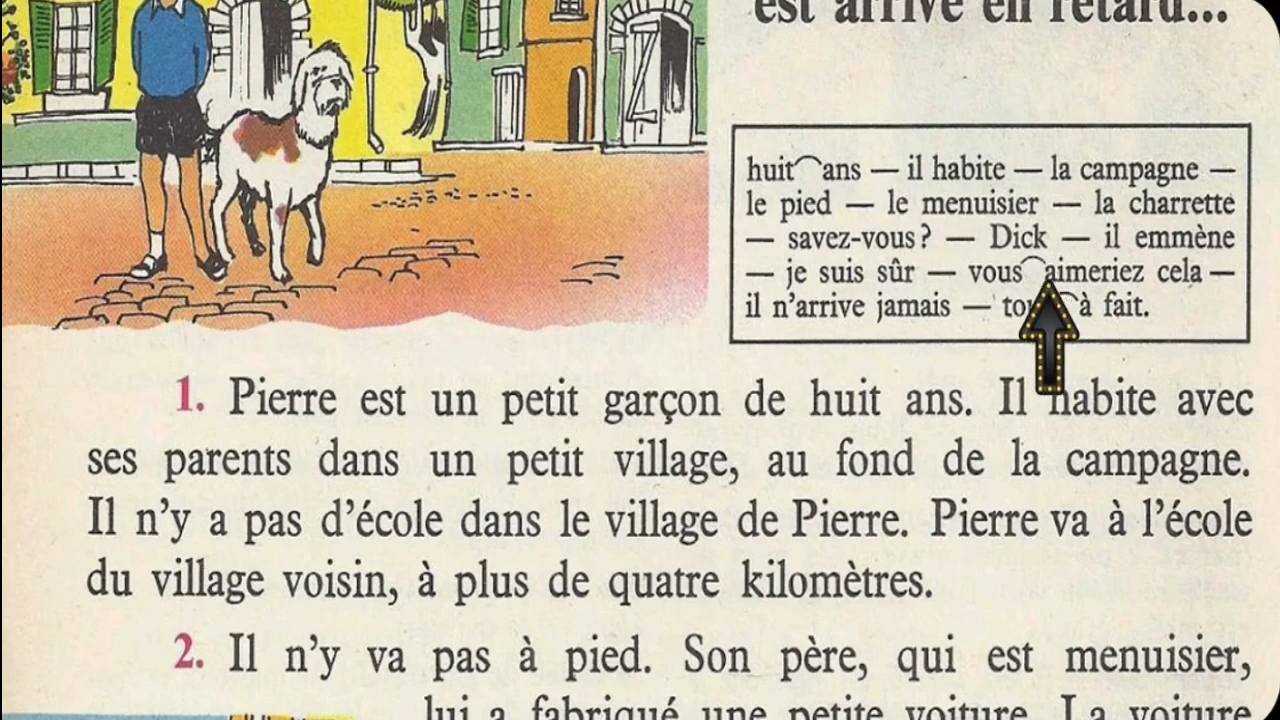 est arrivé en retard...
huit ans — il habite — la campagne —
le pied — le menuisier — la charrette
— savez-vous? — Dick — il emmène
— je suis sûr — vous aimeriez cela —
il n'arrive jamais — à fait.
1. Pierre est un petit garçon de huit ans. Il habite avec
ses parents dans un petit village, au fond de la campagne.
Il n'y a pas d'école dans le village de Pierre. Pierre va à l'école
du village voisin, à plus de quatre kilomètres.
2. Il n'y va pas à pied. Son père, qui est menuisier,
lui a fabriqué une petite voiture. La voiture